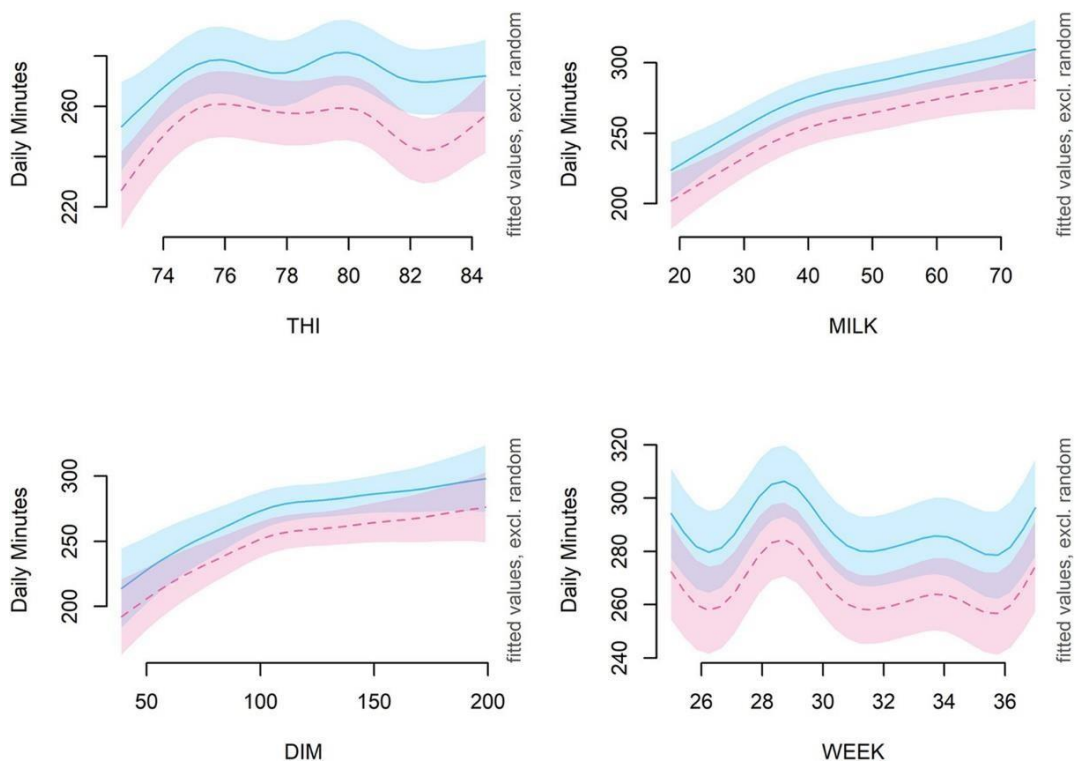 Daily Minutes
220
260
74
76
78
80
82
84
THI
fitted values, excl. random
Daily Minutes
200
250
300
20
30
40
50
60
70
MILK
fitted values, excl. random
Daily Minutes
200
250
300
50
100
150
200
DIM
fitted values, excl. random
Daily Minutes
240
260
280
300
320
26
28
30
32
34
36
WEEK
fitted values, excl. random